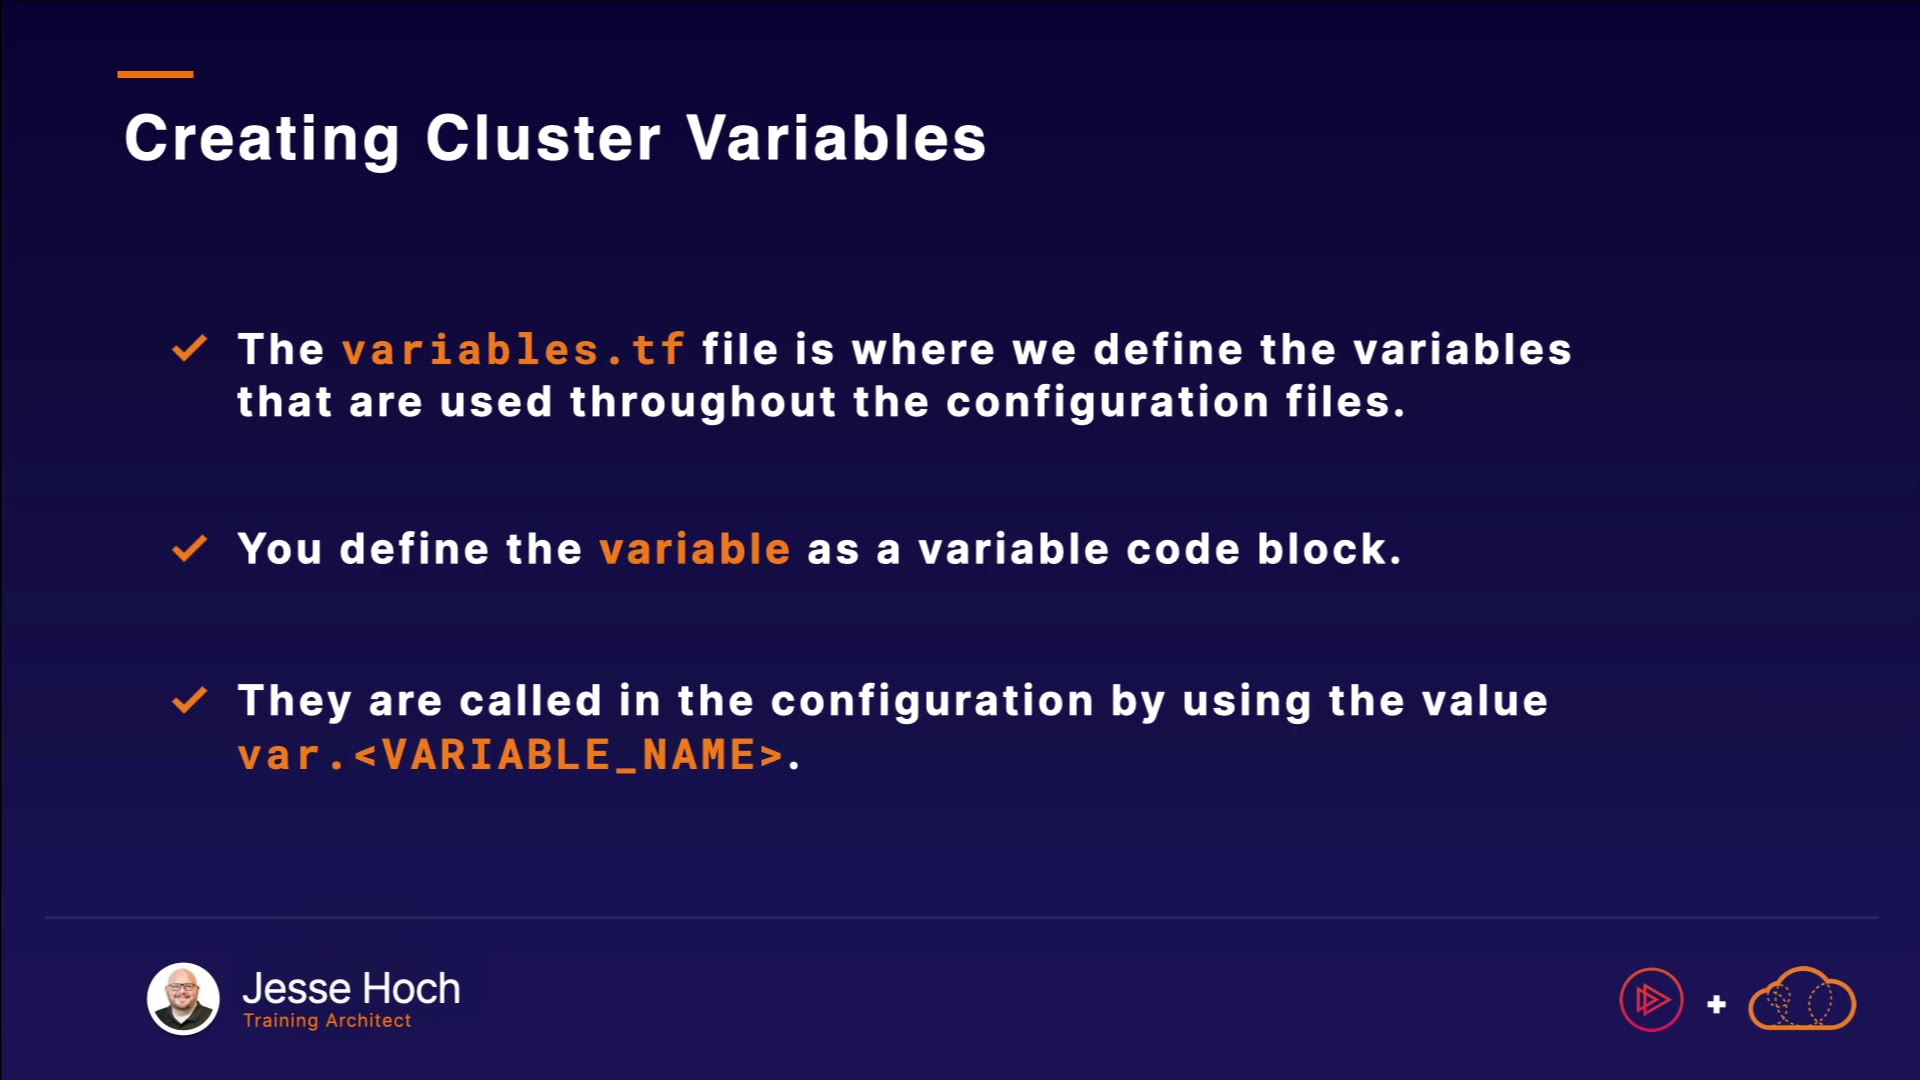 Creating Cluster Variables
The variables.tf file is where we define the variables
that are used throughout the configuration files.
You define the variable as a variable code block.
They are called in the configuration by using the value
var.<VARIABLE_NAME>.
Jesse Hoch
Training Architect